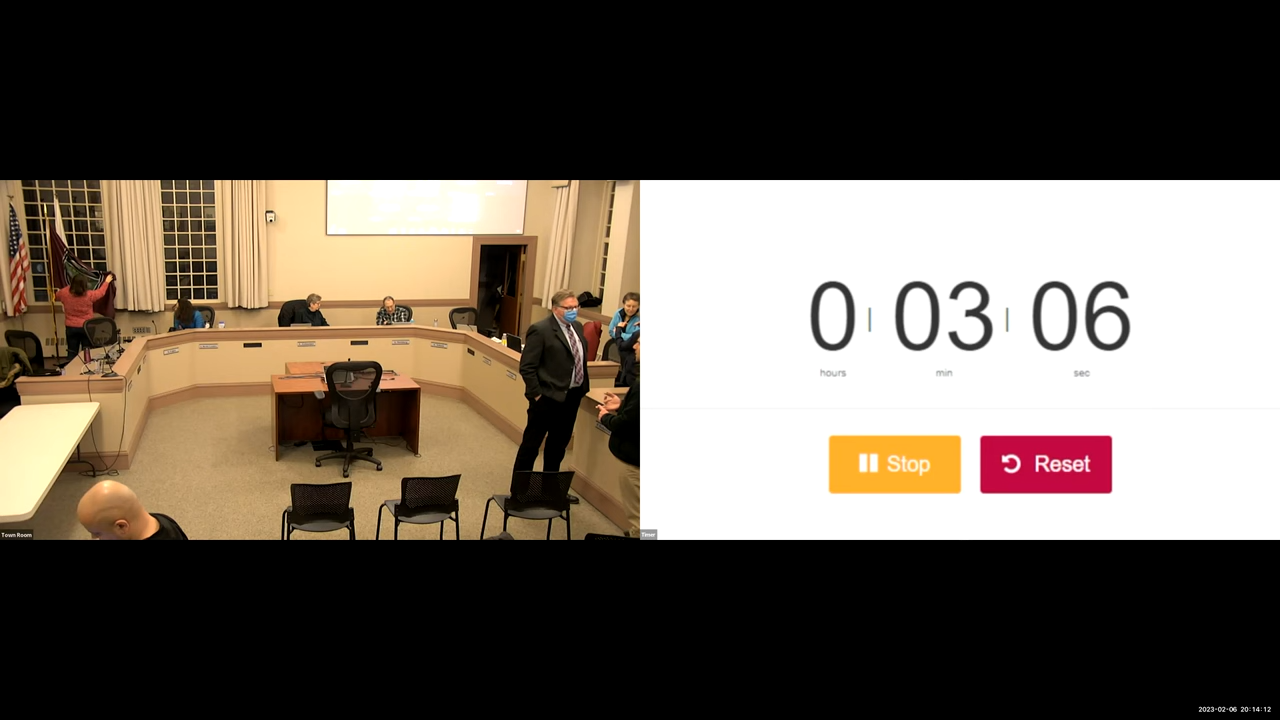 0 03 06
hours min sec
Stop Reset
Town Room
Timer
2023-02-06 20:14:12